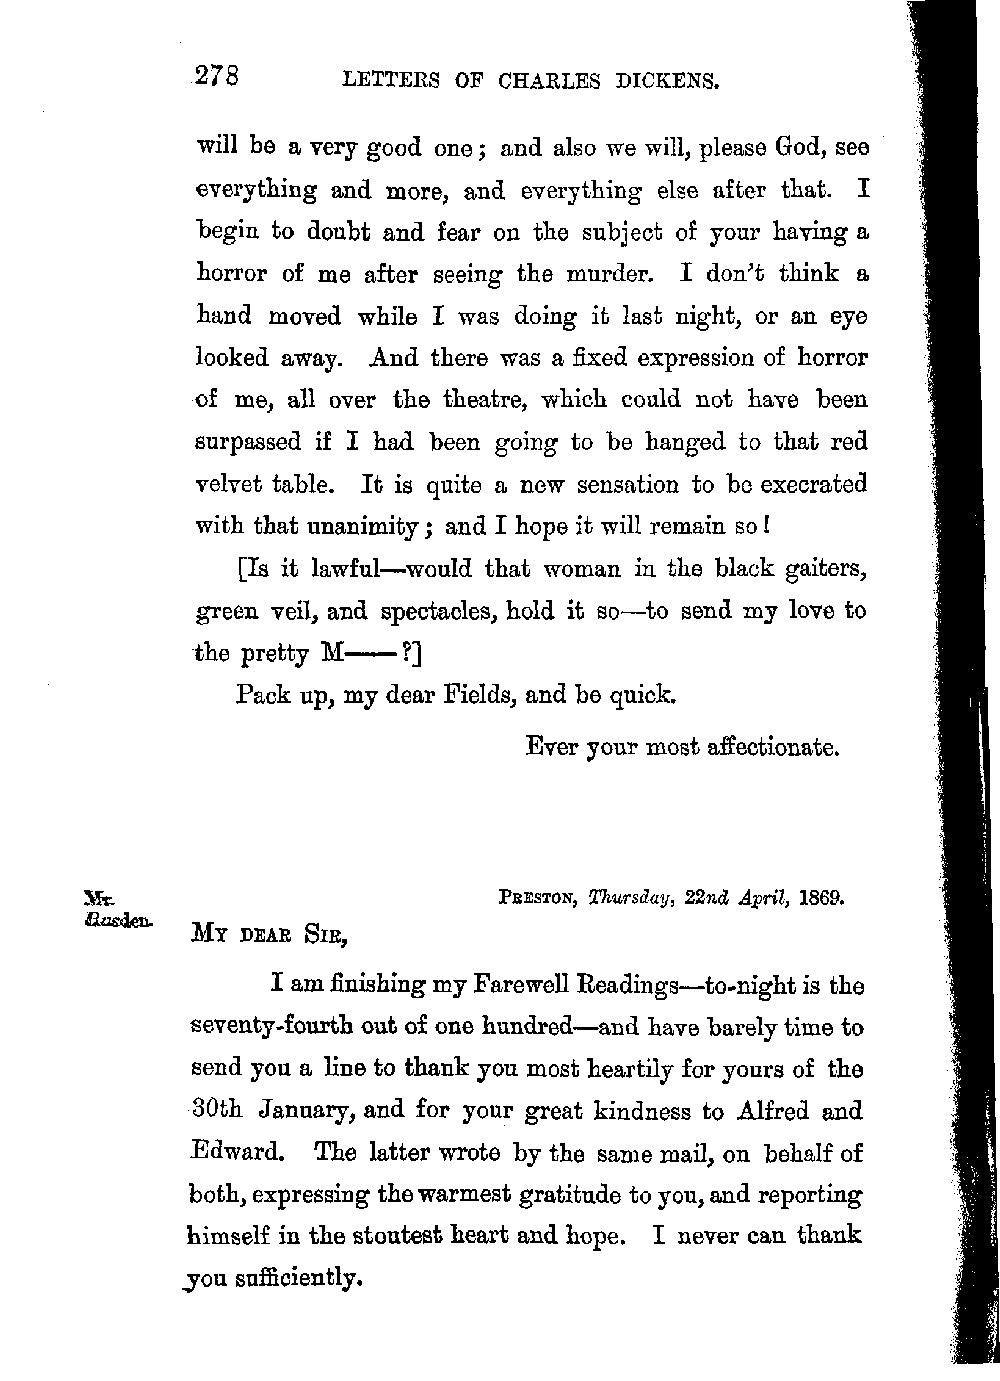 278 LETTERS OF CHARLES DICKENS.
will be a very good one; and also we will, please God, see
everything and more, and everything else after that. I
begin to doubt and fear on the subject of your having a
horror of me after seeing the murder. I don't think a
hand moved while I was doing it last night, or an eye
looked away. And there was a fixed expression of horror
of me, all over the theatre, which could not have been
surpassed if I had been going to be hanged to that red
velvet table. It is quite a new sensation to be execrated
with that unanimity; and I hope it will remain so!
[Is it lawful—would that woman in the black gaiters,
green veil, and spectacles, hold it so—to send my love to
the pretty M——?]
Pack up, my dear Fields, and be quick.
Ever your most affectionate.
Mr.
Rusden.
PRESTON, Thursday, 22nd April, 1869.
MY DEAR SIR,
I am finishing my Farewell Readings—to-night is the
seventy-fourth out of one hundred—and have barely time to
send you a line to thank you most heartily for yours of the
30th January, and for your great kindness to Alfred and
Edward. The latter wrote by the same mail, on behalf of
both, expressing the warmest gratitude to you, and reporting
himself in the stoutest heart and hope. I never can thank
you sufficiently.